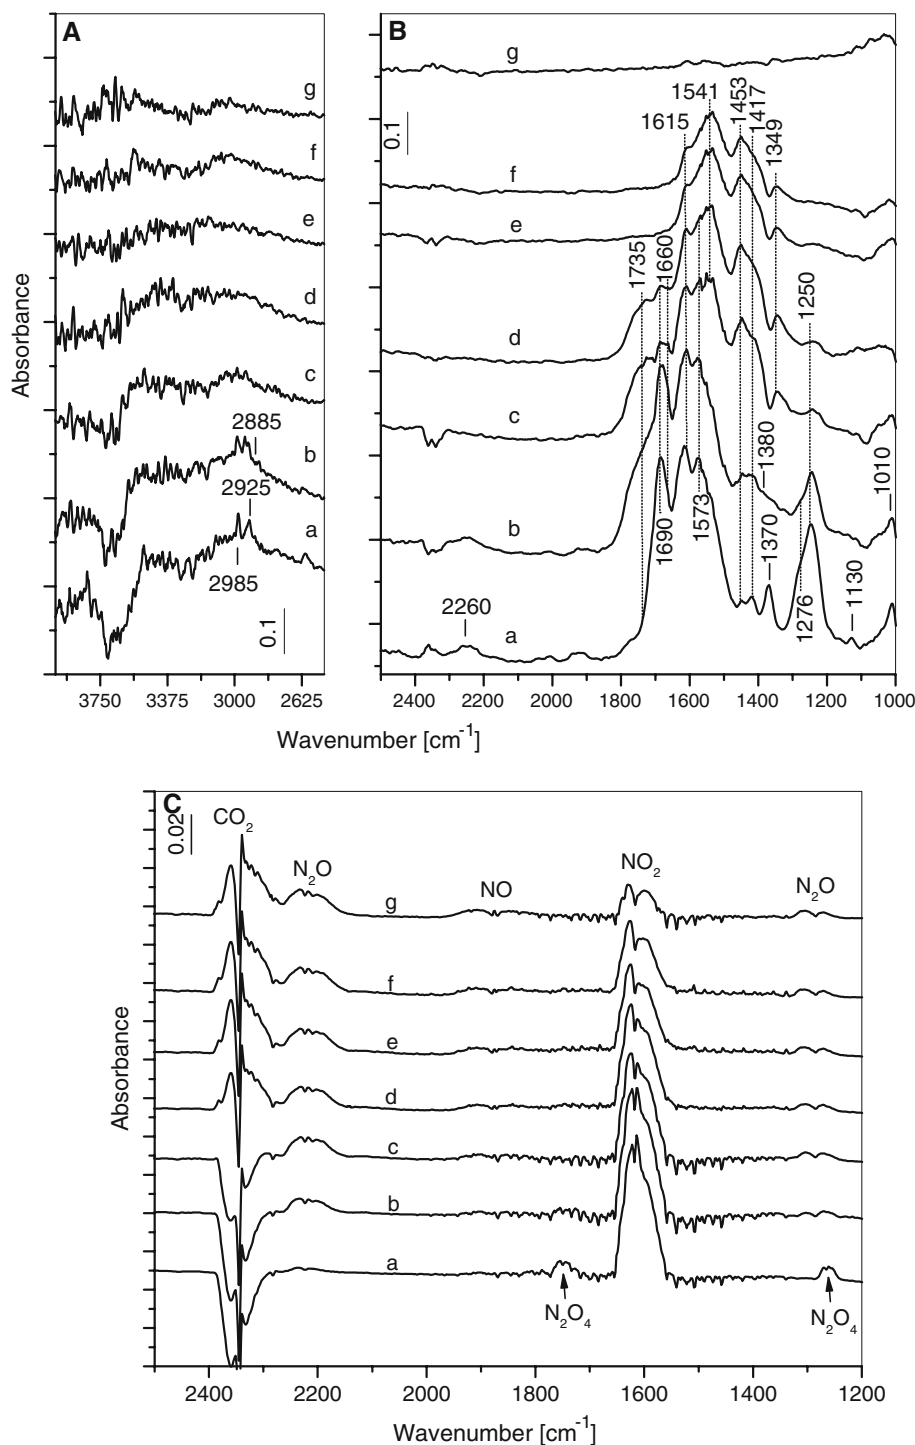 A
B
g
f
e
d
c
b
a
2885
2925
2985
0.1
Absorbance
3750
3375
3000
2625
g
0.1
f
e
d
c
b
a
1541
1453
1417
1615
1349
1735
1660
1250
1380
1010
1690
1573
1370
1276
1130
2260
2400
2200
2000
1800
1600
1400
1200
1000
Wavenumber [cm⁻¹]
C
0.02
CO₂
N₂O
NO
NO₂
N₂O
g
f
e
d
c
b
a
N₂O₄
N₂O₄
Absorbance
2400
2200
2000
1800
1600
1400
1200
Wavenumber [cm⁻¹]